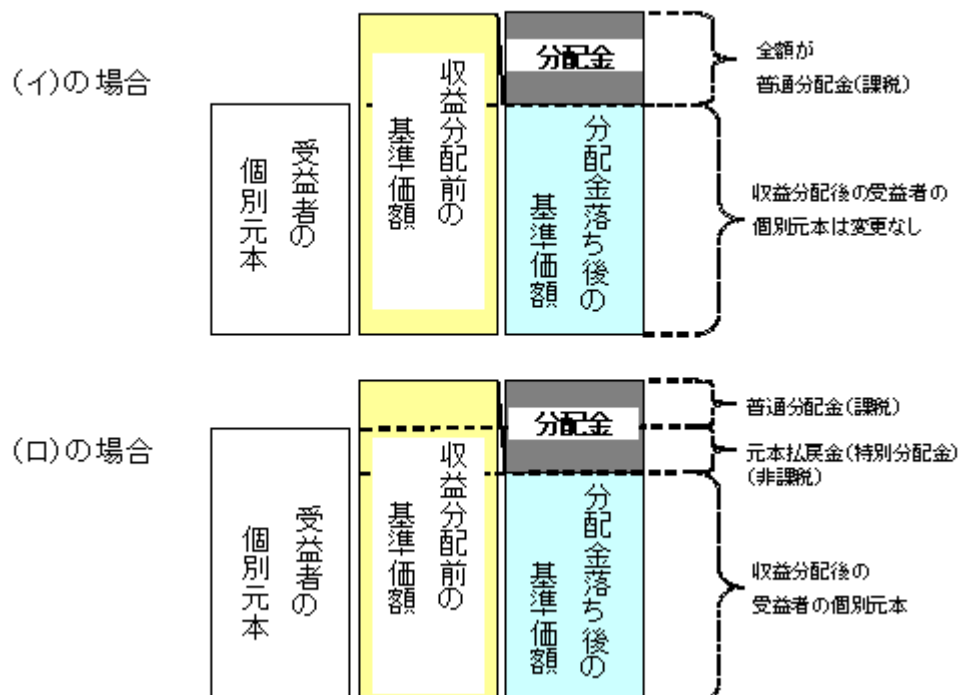 (イ)の場合
受益者の
個別元本
収益分配前の
基準価額
分配金
分配金落ち後の
基準価額
全額が
普通分配金(課税)
収益分配後の受益者の
個別元本は変更なし
(ロ)の場合
受益者の
個別元本
収益分配前の
基準価額
分配金
分配金落ち後の
基準価額
普通分配金(課税)
元本払戻金(特別分配金)
(非課税)
収益分配後の
受益者の個別元本